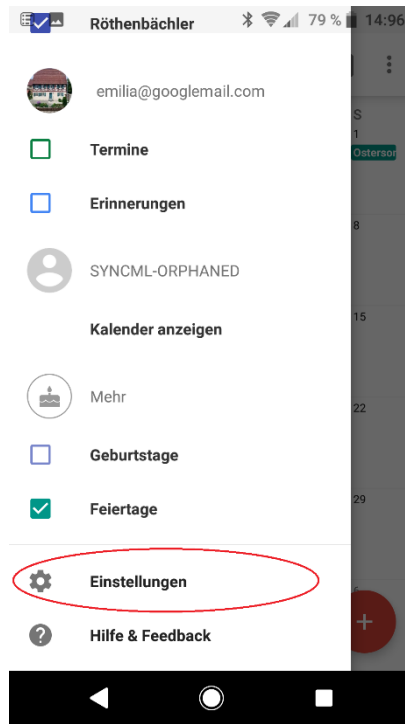 Röthenbächler
79 %
14:96
emilia@googlemail.com
S
1
Termine
Osterson
Erinnerungen
8
SYNCML-ORPHANED
Kalender anzeigen
15
Mehr
22
Geburtstage
Feiertage
29
Einstellungen
Hilfe & Feedback